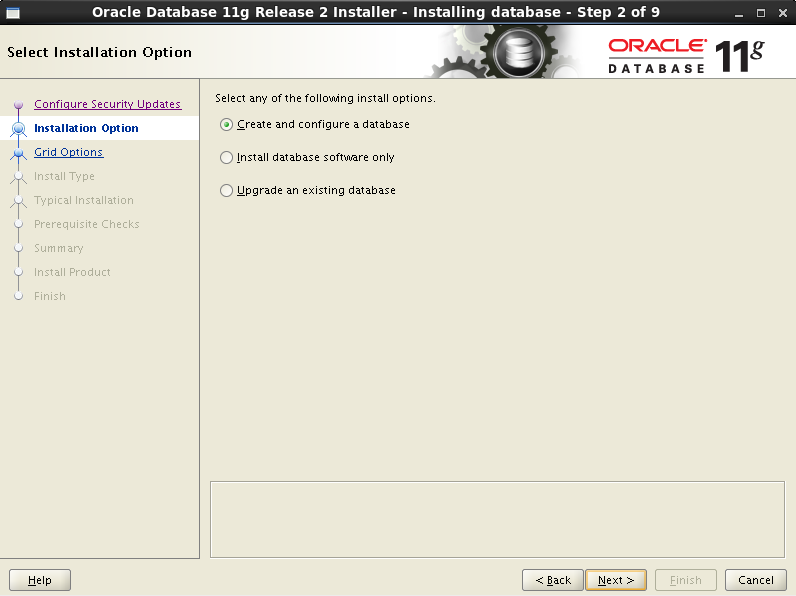 Oracle Database 11g Release 2 Installer - Installing database - Step 2 of 9
Select Installation Option
ORACLE
DATABASE
11g
Configure Security Updates
Installation Option
Grid Options
Install Type
Typical Installation
Prerequisite Checks
Summary
Install Product
Finish
Select any of the following install options.
Create and configure a database
Install database software only
Upgrade an existing database
Help
< Back
Next >
Finish
Cancel